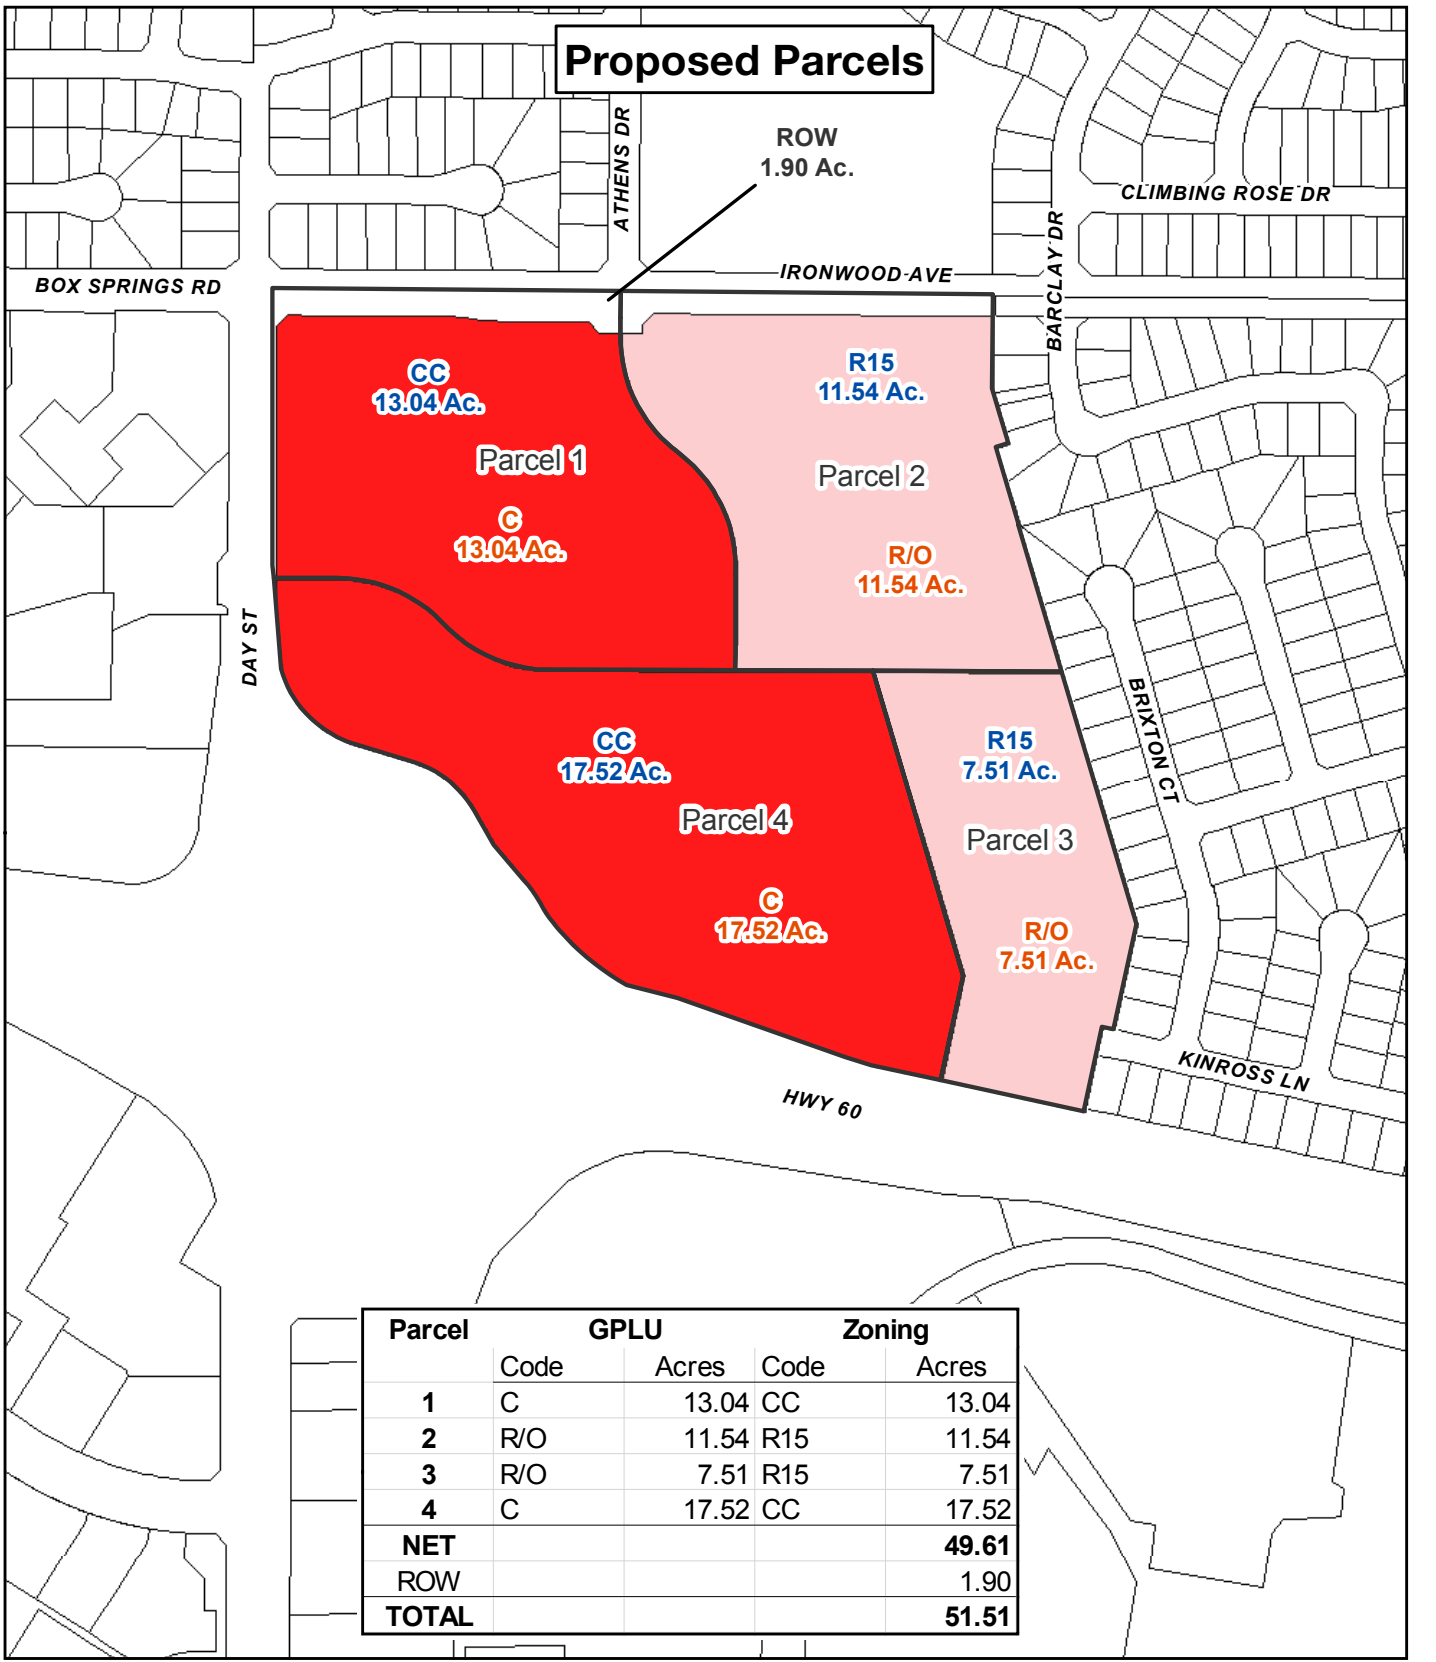 Proposed Parcels
ROW
1.90 Ac.
ATHENS DR
CLIMBING ROSE DR
BARCLAY DR
IRONWOOD AVE
BOX SPRINGS RD
CC
13.04 Ac.
Parcel 1
C
13.04 Ac.
R15
11.54 Ac.
Parcel 2
R/O
11.54 Ac.
DAY ST
BRIXTON CT
CC
17.52 Ac.
Parcel 4
C
17.52 Ac.
R15
7.51 Ac.
Parcel 3
R/O
7.51 Ac.
KINROSS LN
HWY 60
Parcel GPLU Zoning
Code Acres Code Acres
1 C 13.04 CC 13.04
2 R/O 11.54 R15 11.54
3 R/O 7.51 R15 7.51
4 C 17.52 CC 17.52
NET 49.61
ROW 1.90
TOTAL 51.51